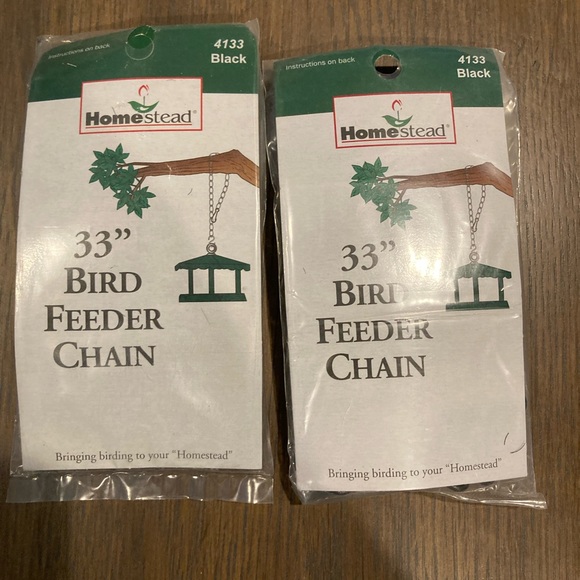 Instructions on back
4133
Black
Homestead®
33”
BIRD
FEEDER
CHAIN
Bringing birding to your “Homestead”
Instructions on back
4133
Black
Homestead®
33”
BIRD
FEEDER
CHAIN
Bringing birding to your “Homestead”